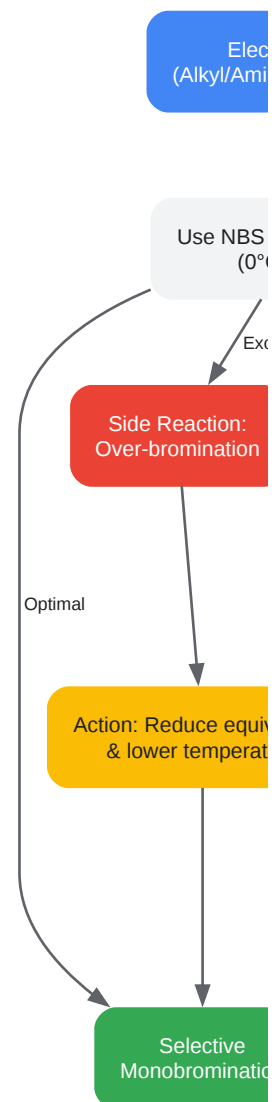 Elec
(Alkyl/Ami
Use NBS
(0°
Exc
Side Reaction:
Over-bromination
Optimal
Action: Reduce equiv
& lower temperat
Selective
Monobrominatio